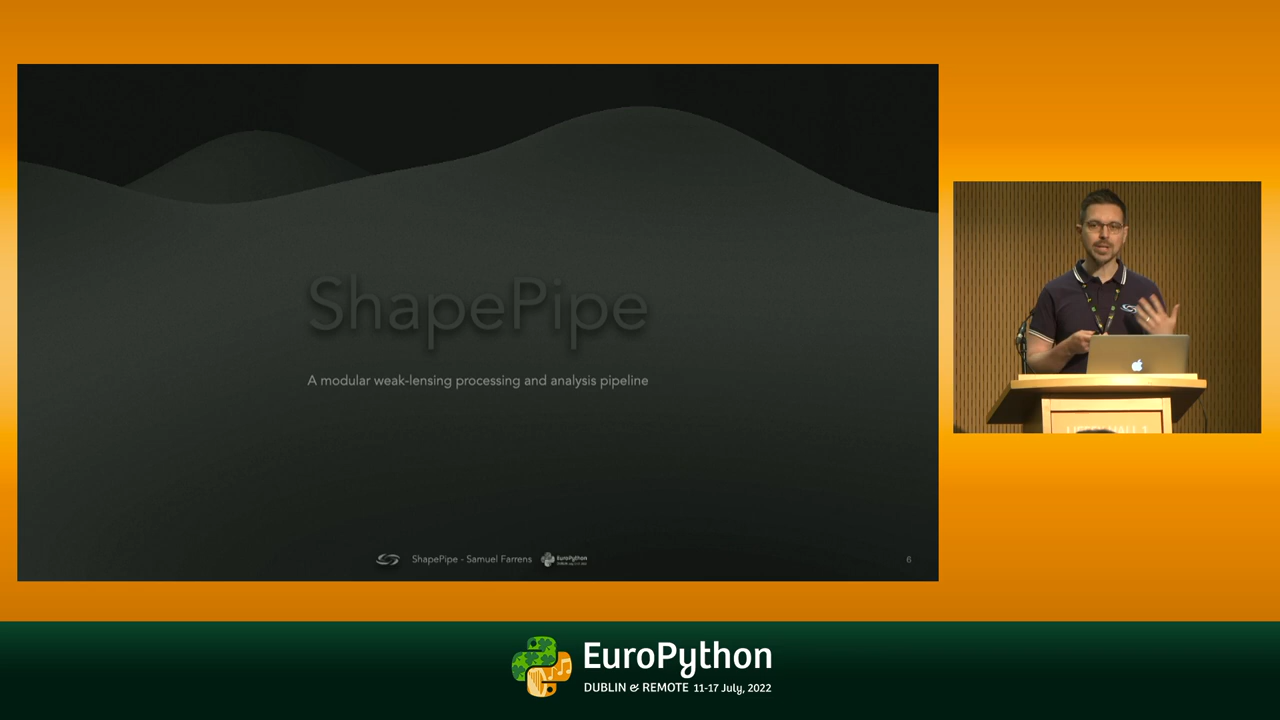 ShapePipe
A modular weak-lensing processing and analysis pipeline
ShapePipe - Samuel Farrens
EuroPython
6
EuroPython
DUBLIN & REMOTE 11-17 July, 2022